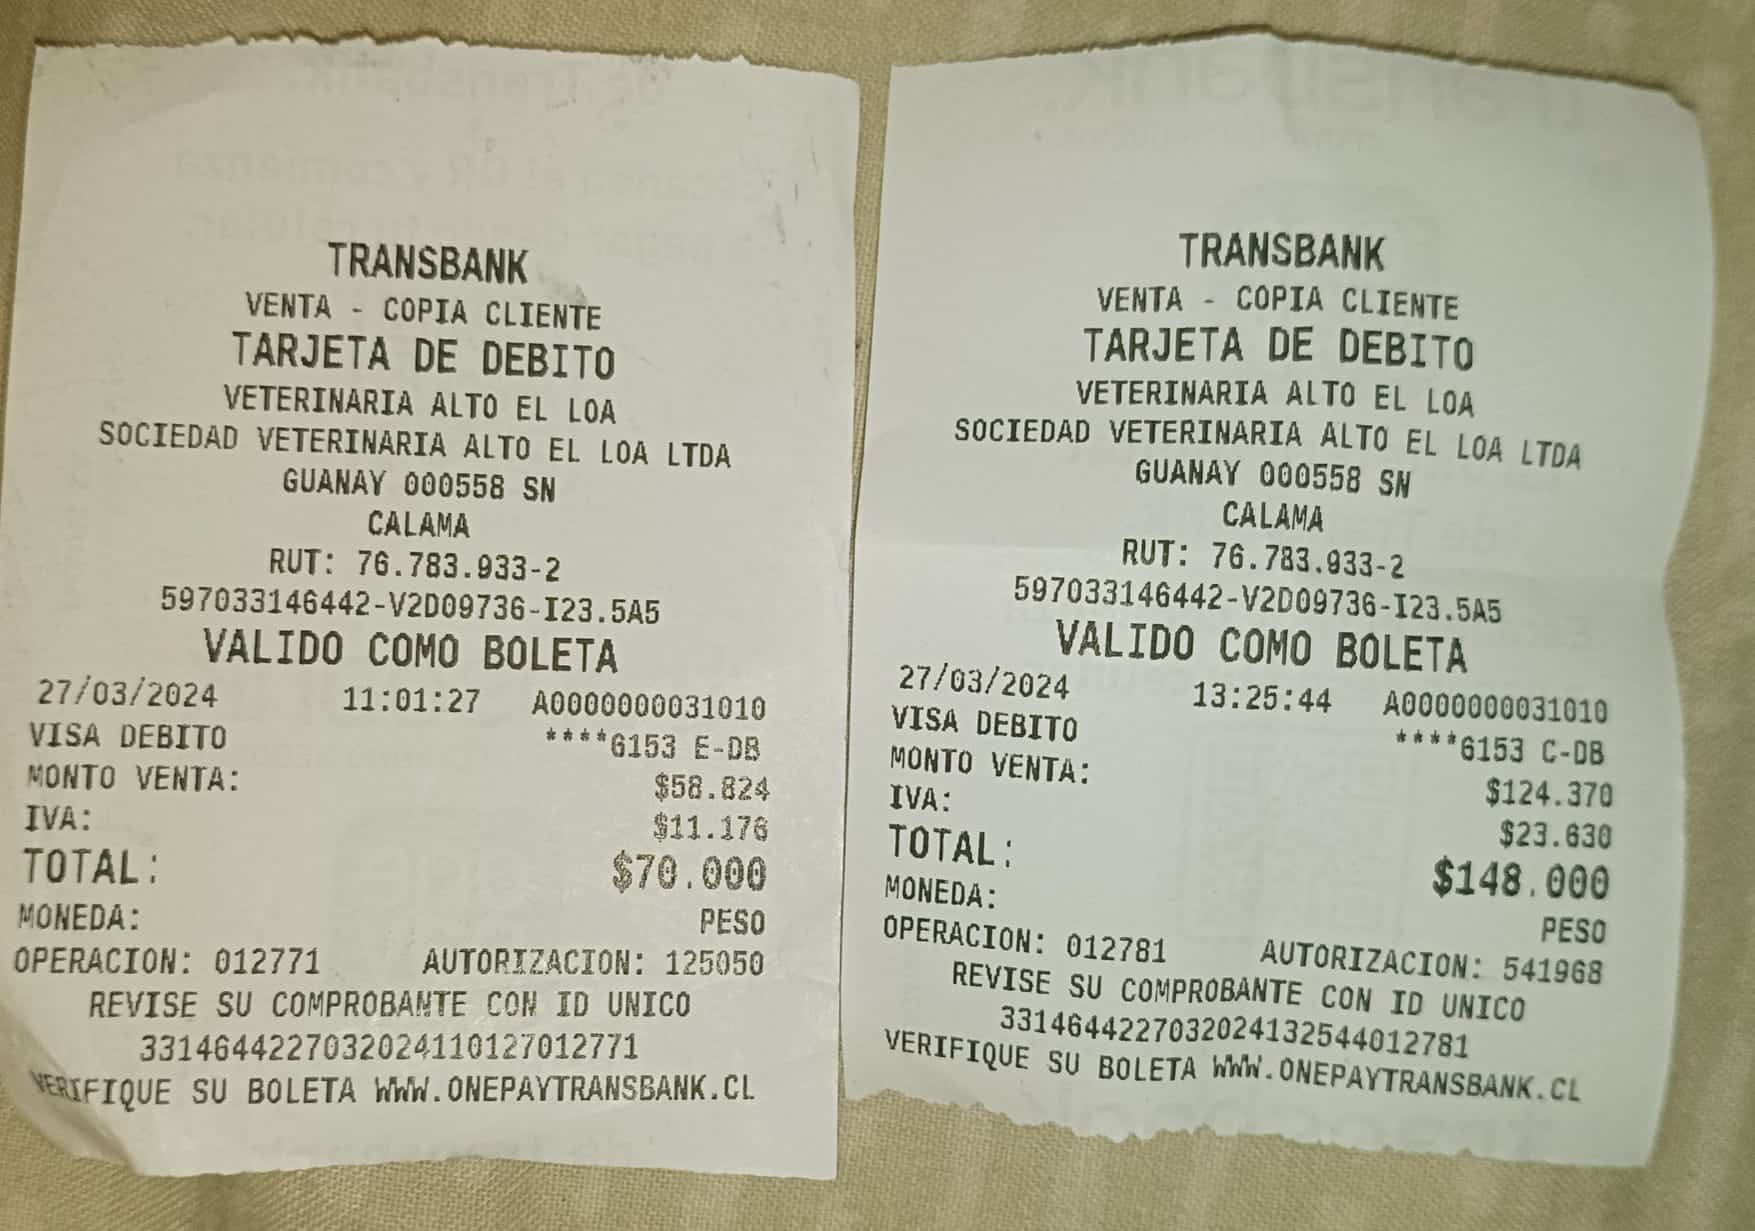 TRANSBANK
VENTA - COPIA CLIENTE
TARJETA DE DEBITO
VETERINARIA ALTO EL LOA
SOCIEDAD VETERINARIA ALTO EL LOA LTDA
GUANAY 000558 SN
CALAMA
RUT: 76.783.933-2
597033146442-V2D09736-I23.5A5
VALIDO COMO BOLETA
27/03/2024 11:01:27 A0000000031010
VISA DEBITO ****6153 E-DB
MONTO VENTA: $58.824
IVA: $11.176
TOTAL: $70.000
MONEDA: PESO
OPERACION: 012771 AUTORIZACION: 125050
REVISE SU COMPROBANTE CON ID UNICO
33146442270320241​10127012771
VERIFIQUE SU BOLETA WWW.ONEPAYTRANSBANK.CL
TRANSBANK
VENTA - COPIA CLIENTE
TARJETA DE DEBITO
VETERINARIA ALTO EL LOA
SOCIEDAD VETERINARIA ALTO EL LOA LTDA
GUANAY 000558 SN
CALAMA
RUT: 76.783.933-2
597033146442-V2D09736-I23.5A5
VALIDO COMO BOLETA
27/03/2024 13:25:44 A0000000031010
VISA DEBITO ****6153 C-DB
MONTO VENTA: $124.370
IVA: $23.630
TOTAL: $148.000
MONEDA: PESO
OPERACION: 012781 AUTORIZACION: 541968
REVISE SU COMPROBANTE CON ID UNICO
3314644227032024132544012781
VERIFIQUE SU BOLETA WWW.ONEPAYTRANSBANK.CL